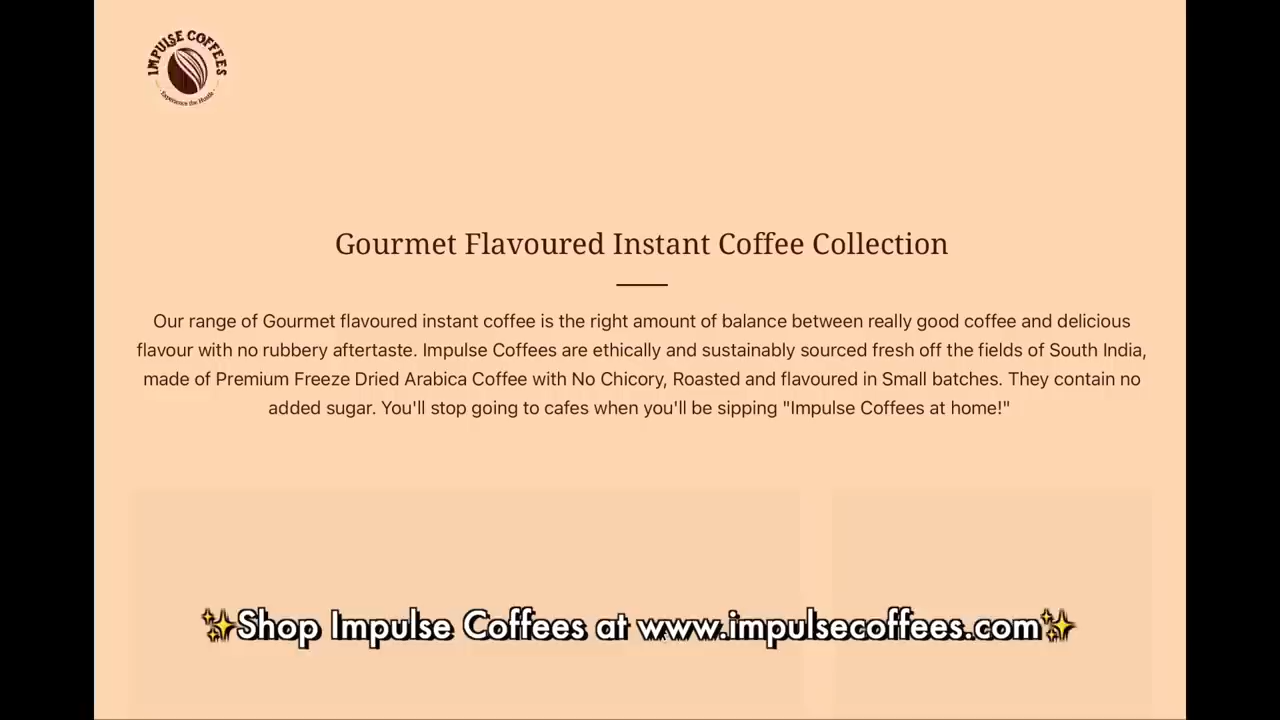 IMPULSE COFFEES
Experience the Hustle
Gourmet Flavoured Instant Coffee Collection
Our range of Gourmet flavoured instant coffee is the right amount of balance between really good coffee and delicious
flavour with no rubbery aftertaste. Impulse Coffees are ethically and sustainably sourced fresh off the fields of South India,
made of Premium Freeze Dried Arabica Coffee with No Chicory, Roasted and flavoured in Small batches. They contain no
added sugar. You'll stop going to cafes when you'll be sipping "Impulse Coffees at home!"
✨Shop Impulse Coffees at www.impulsecoffees.com✨